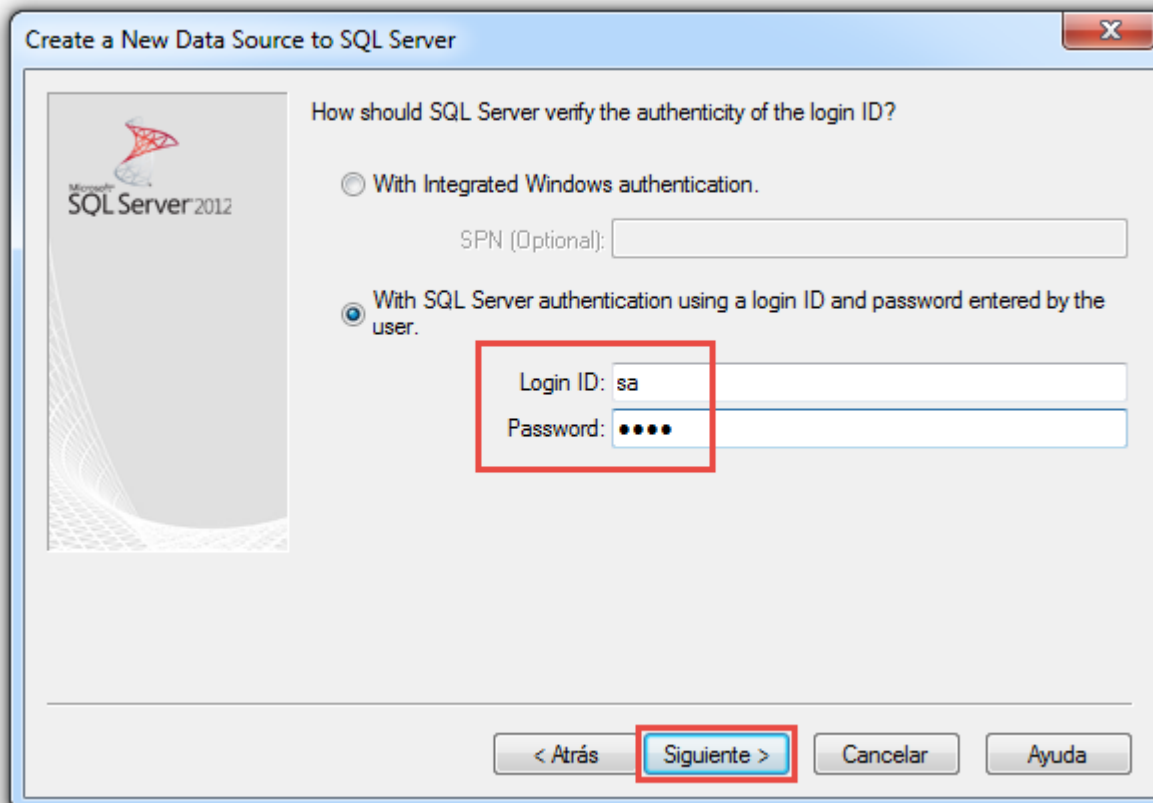 Create a New Data Source to SQL Server
X
Microsoft
SQL Server 2012
How should SQL Server verify the authenticity of the login ID?
With Integrated Windows authentication.
SPN (Optional):
With SQL Server authentication using a login ID and password entered by the
user.
Login ID: sa
Password: ●●●●
< Atrás Siguiente > Cancelar Ayuda